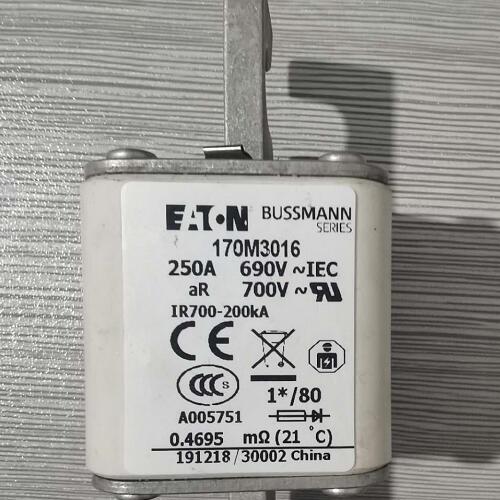 EATON BUSSMANN
SERIES
170M3016
250A 690V ~IEC
aR 700V ~
IR700-200kA
CE
CCC S
A005751 1*/80
0.4695 mΩ (21 °C)
191218 / 30002 China